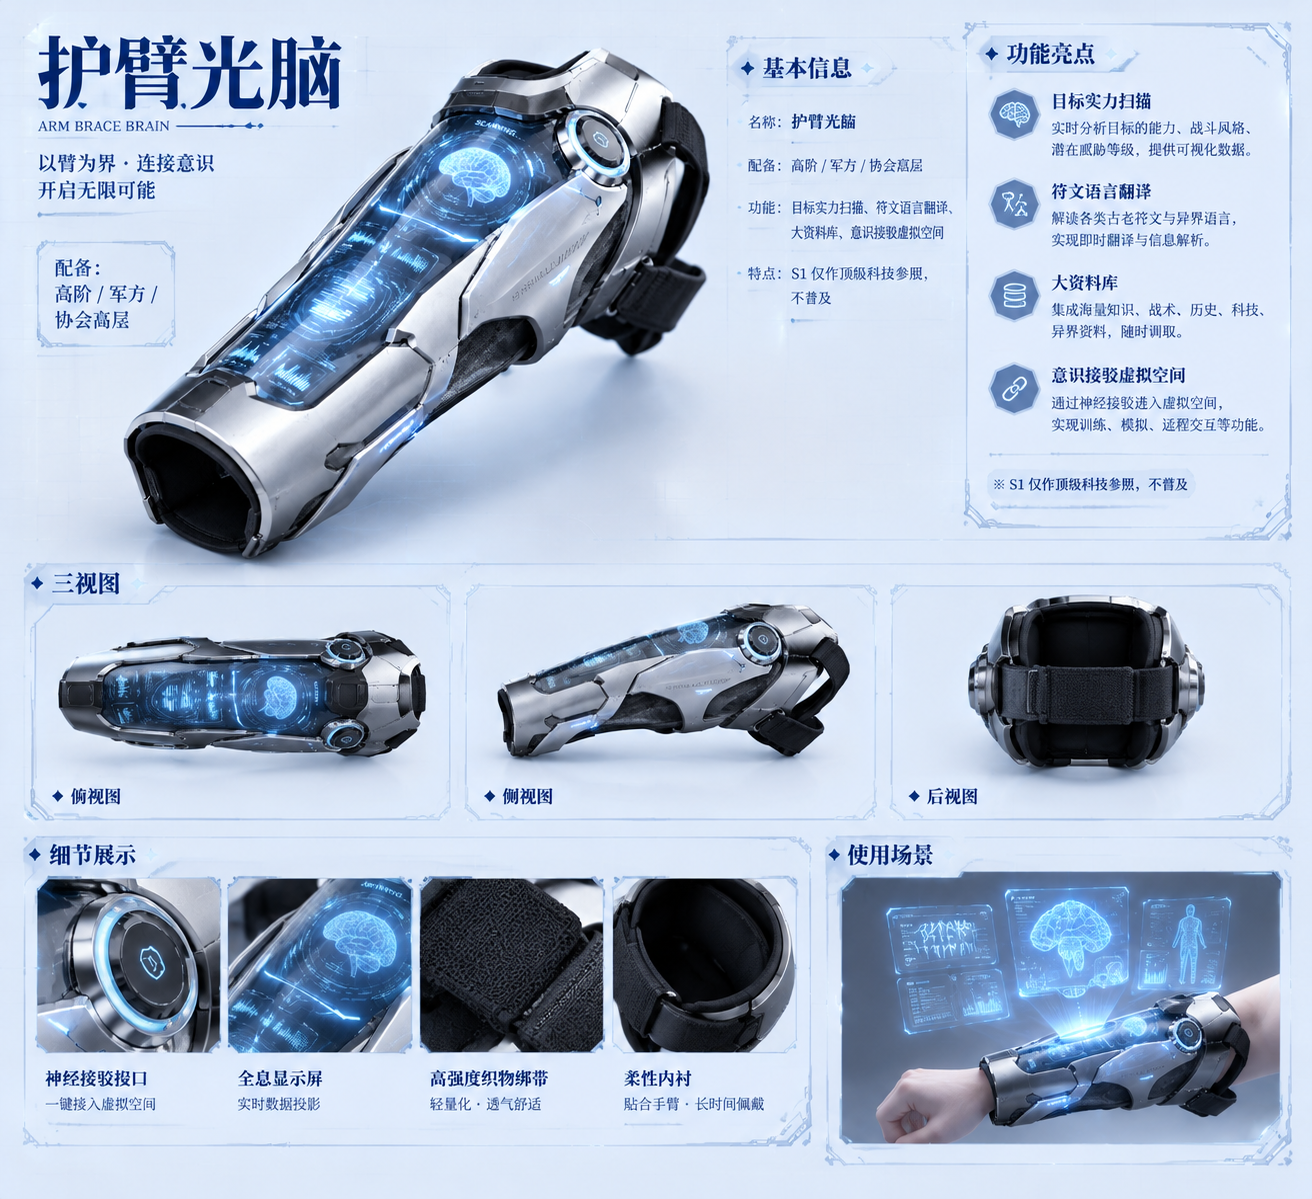 护臂光脑
ARM BRACE BRAIN
以臂为界 · 连接意识
开启无限可能
配备：
高阶 / 军方 /
协会高层
基本信息
名称： 护臂光脑
配备： 高阶 / 军方 / 协会高层
功能： 目标实力扫描、符文语言翻译、
大资料库、意识接驳虚拟空间
特点： S1 仅作顶级科技参照，
不普及
功能亮点
目标实力扫描
实时分析目标的能力、战斗风格、
潜在威胁等级，提供可视化数据。
符文语言翻译
解读各类古老符文与异界语言，
实现即时翻译与信息解析。
大资料库
集成海量知识、战术、历史、科技、
异界资料，随时调取。
意识接驳虚拟空间
通过神经接驳进入虚拟空间，
实现训练、模拟、远程交互等功能。
※ S1 仅作顶级科技参照，不普及
SCANNING
三视图
俯视图
侧视图
后视图
细节展示
神经接驳接口
一键接入虚拟空间
全息显示屏
实时数据投影
高强度织物绑带
轻量化 · 透气舒适
柔性内衬
贴合手臂 · 长时间佩戴
使用场景